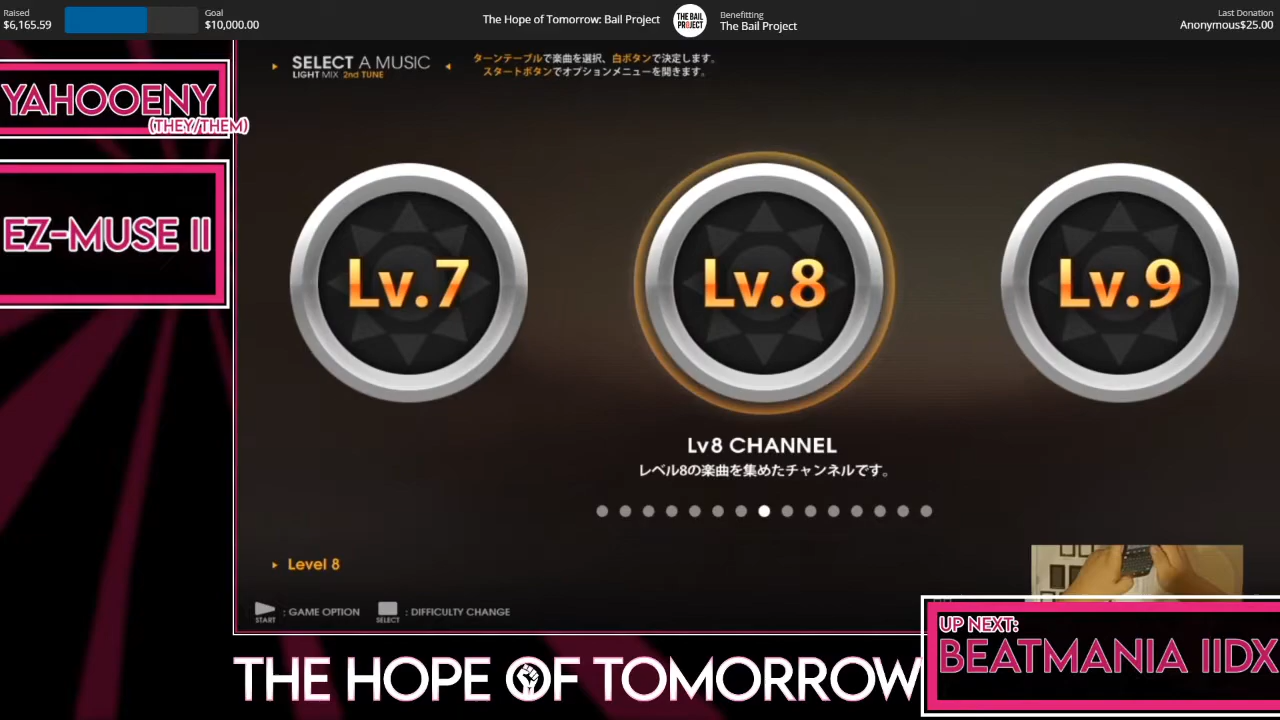 Raised
$6,165.59
Goal
$10,000.00
The Hope of Tomorrow: Bail Project
THE BAIL
PROJECT
Benefitting
The Bail Project
Last Donation
Anonymous$25.00
YAHOOENY
(THEY/THEM)
EZ-MUSE II
SELECT A MUSIC
LIGHT MIX 2nd TUNE
ターンテーブルで楽曲を選択、白ボタンで決定します。
スタートボタンでオプションメニューを開きます。
Lv.7
Lv.8
Lv.9
Lv8 CHANNEL
レベル8の楽曲を集めたチャンネルです。
Level 8
START
: GAME OPTION
SELECT
: DIFFICULTY CHANGE
UP NEXT:
BEATMANIA IIDX
THE HOPE OF TOMORROW